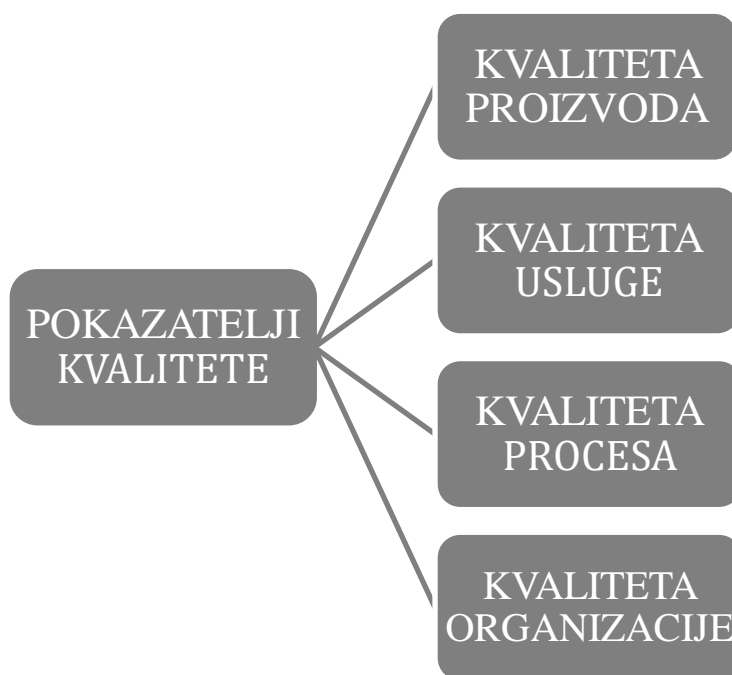 KVALITETA
PROIZVODA
KVALITETA
USLUGE
POKAZATELJI
KVALITETE
KVALITETA
PROCESA
KVALITETA
ORGANIZACIJE